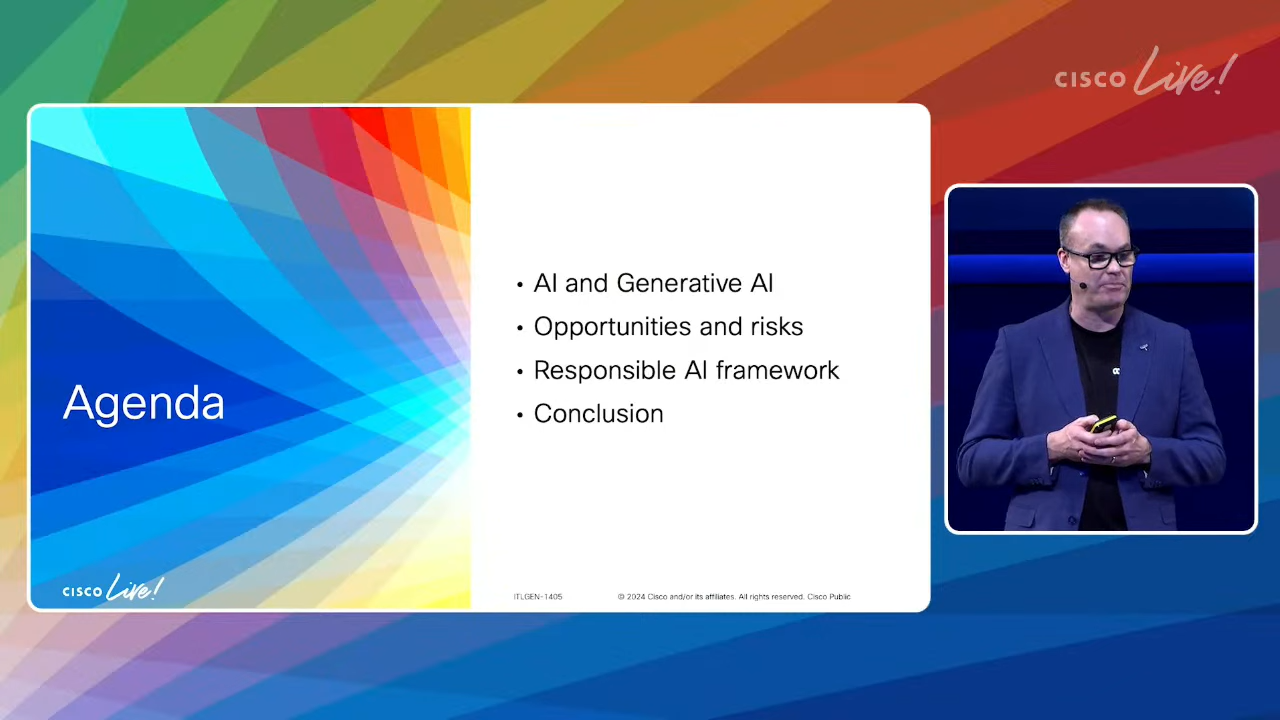 CISCO Live!
Agenda
• AI and Generative AI
• Opportunities and risks
• Responsible AI framework
• Conclusion
CISCO Live!
ITLGEN-1405
© 2024 Cisco and/or its affiliates. All rights reserved. Cisco Public